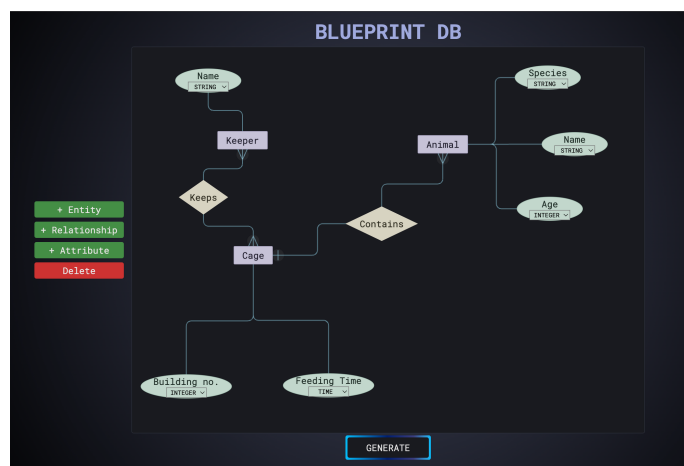 BLUEPRINT DB
Name
STRING
Species
STRING
Keeper
Animal
Name
STRING
Keeps
Age
INTEGER
Contains
+ Entity
+ Relationship
+ Attribute
Delete
Cage
Building no.
INTEGER
Feeding Time
TIME
GENERATE